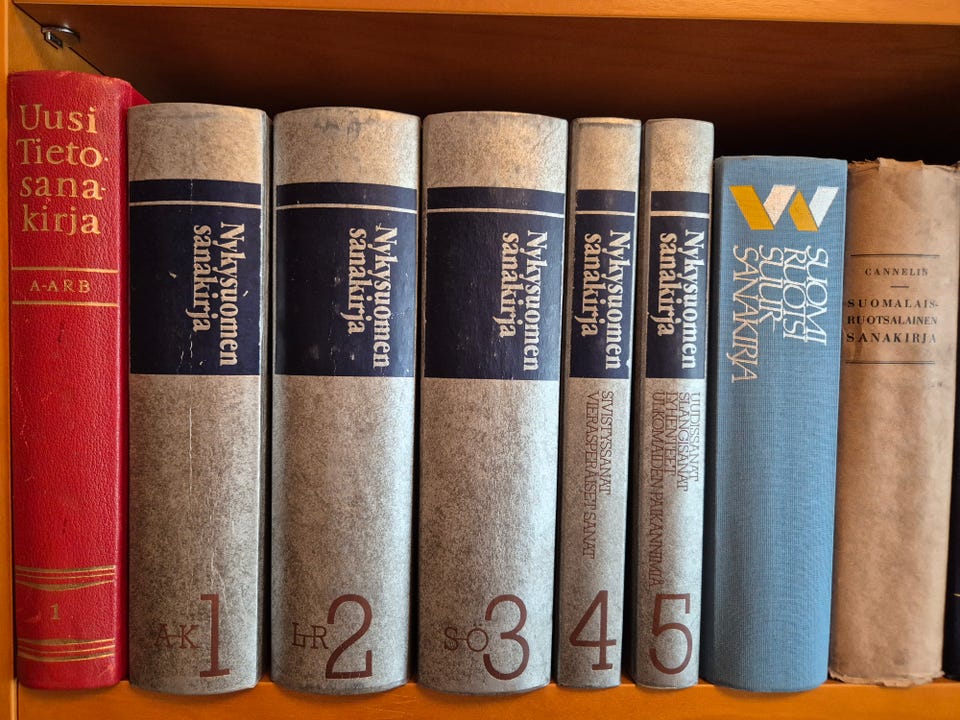 Uusi
Tieto-
sana-
kirja
A-ARB
1
Nykysuomen
sanakirja
A-K
1
Nykysuomen
sanakirja
L-R
2
Nykysuomen
sanakirja
S-Ö
3
Nykysuomen
sanakirja
SIVISTYSSANAT
VIERASPERÄISET SANAT
4
Nykysuomen
sanakirja
UUDISSANAT
SLANGISANAT
LYHENTEET
ULKOMAIDEN PAIKANNIMIÄ
5
SUOMI
RUOTSI
SUUR
SANAKIRJA
CANNELIN
SUOMALAIS-
RUOTSALAINEN
SANAKIRJA